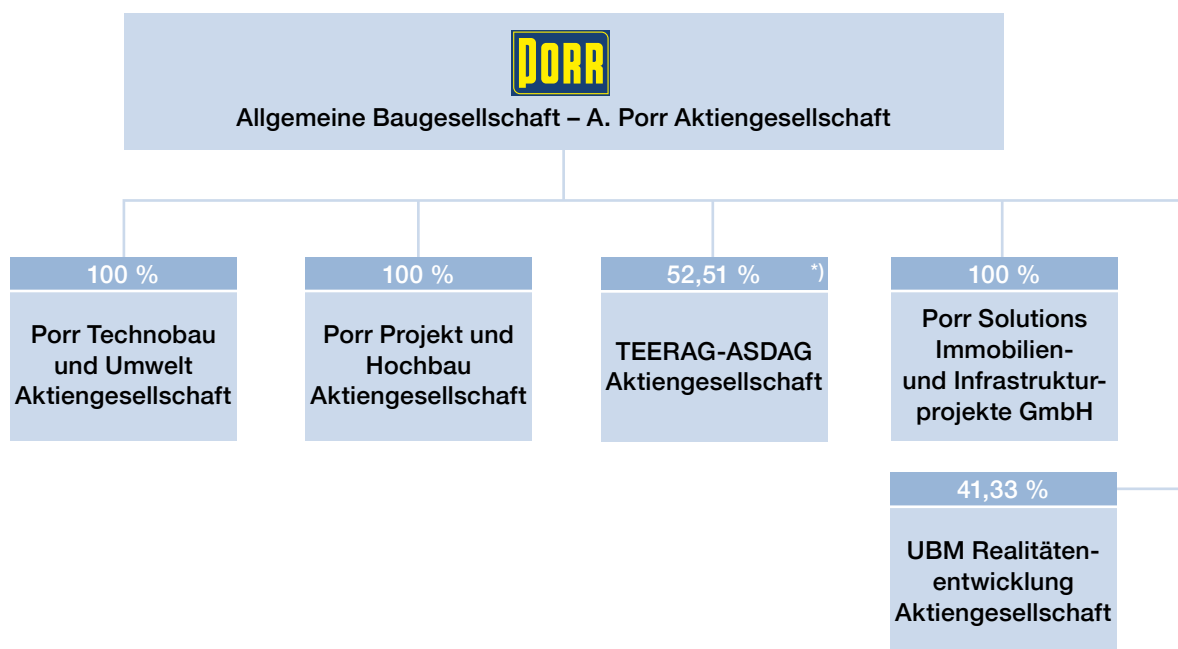 PORR
Allgemeine Baugesellschaft – A. Porr Aktiengesellschaft
100 %
Porr Technobau
und Umwelt
Aktiengesellschaft
100 %
Porr Projekt und
Hochbau
Aktiengesellschaft
52,51 % *)
TEERAG-ASDAG
Aktiengesellschaft
100 %
Porr Solutions
Immobilien-
und Infrastruktur-
projekte GmbH
41,33 %
UBM Realitäten-
entwicklung
Aktiengesellschaft